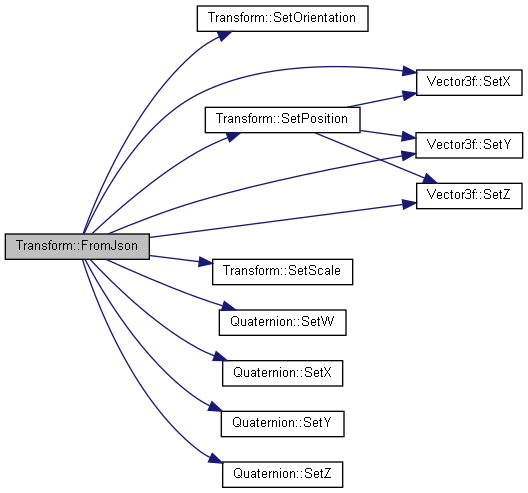 Transform::SetOrientation
Vector3f::SetX
Transform::SetPosition
Vector3f::SetY
Vector3f::SetZ
Transform::FromJson
Transform::SetScale
Quaternion::SetW
Quaternion::SetX
Quaternion::SetY
Quaternion::SetZ